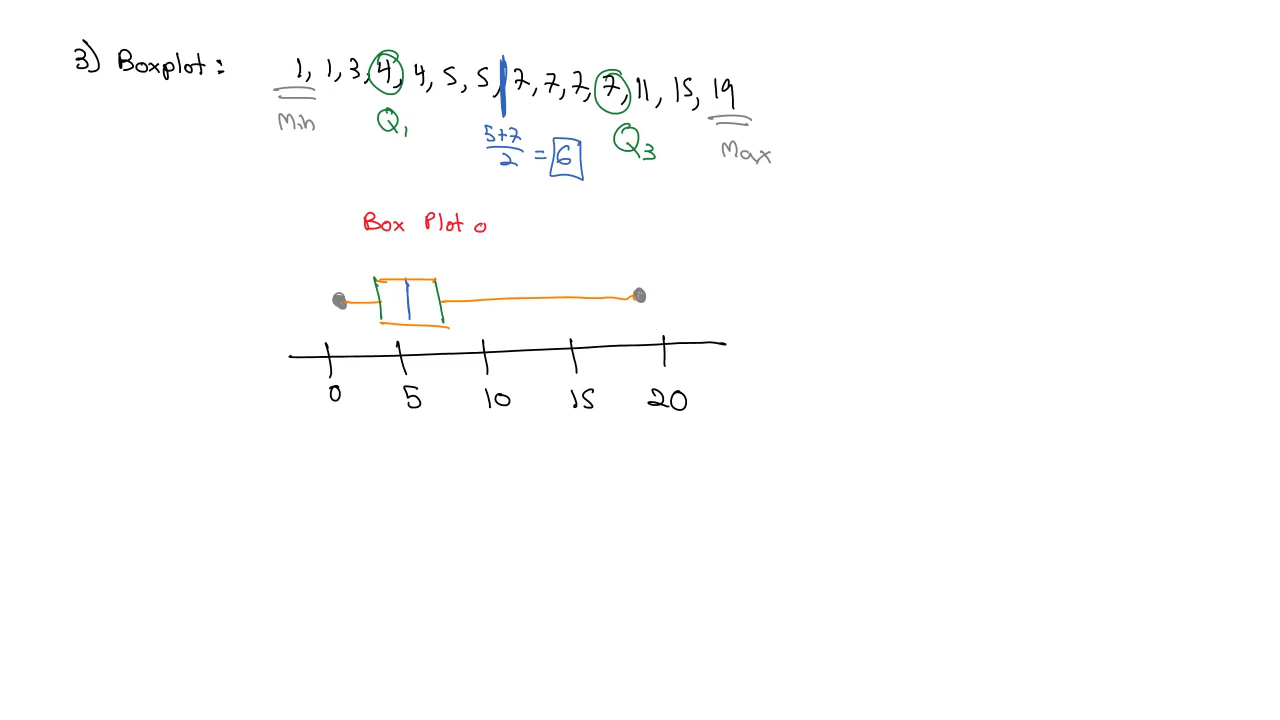 3) Boxplot: 1, 1, 3, 4, 4, 5, 5, 7, 7, 7, 7, 11, 15, 19
Min Q1 5+7/2 = 6 Q3 Max
Box Plot o
0 5 10 15 20